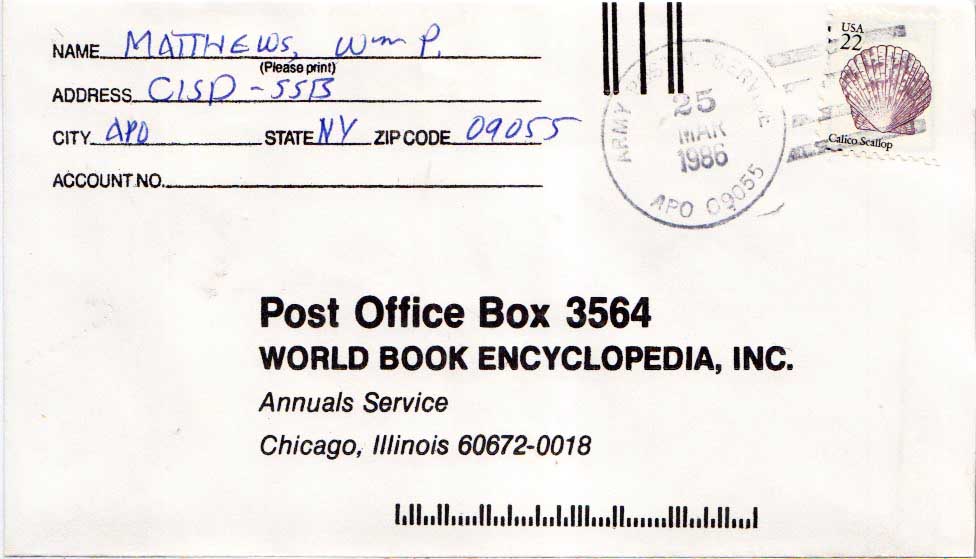 NAME MATTHEWS, Wm P.
(Please print)
ADDRESS CISD - SSB
CITY APO STATE NY ZIP CODE 09055
ACCOUNT NO.
ARMY POSTAL SERVICE
25
MAR
1986
APO 09055
USA
22
Calico Scallop
Post Office Box 3564
WORLD BOOK ENCYCLOPEDIA, INC.
Annuals Service
Chicago, Illinois 60672-0018